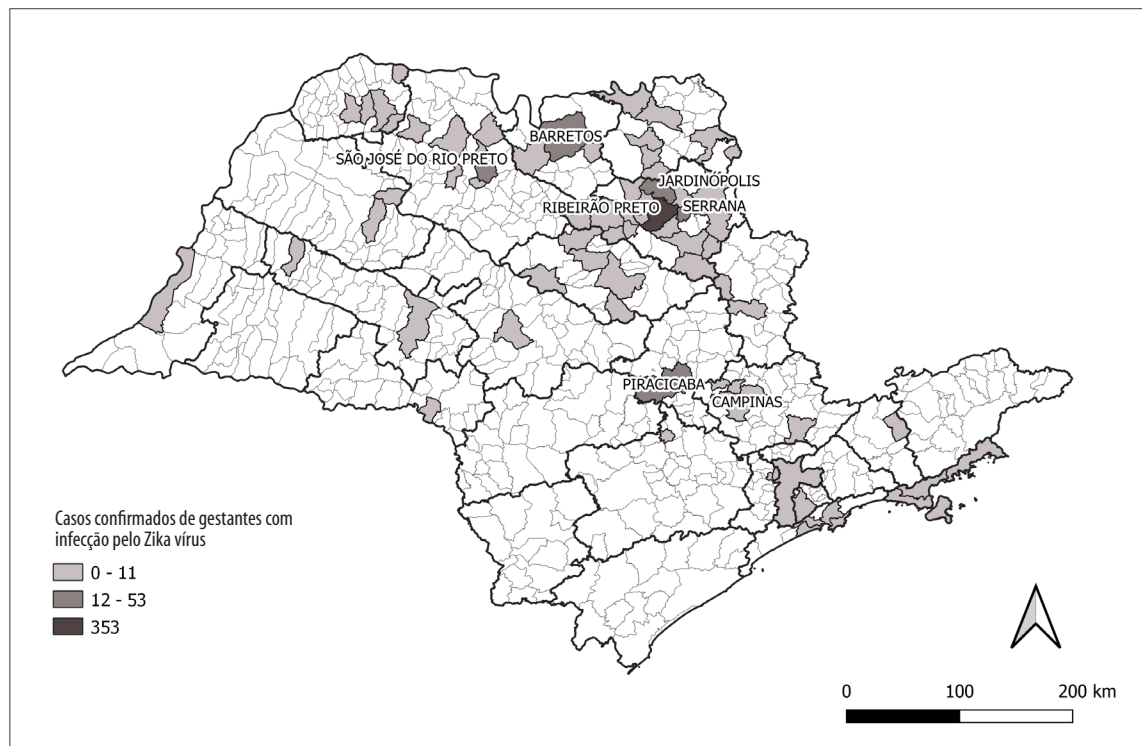 BARRETOS
SÃO JOSÉ DO RIO PRETO
JARDINÓPOLIS
RIBEIRÃO PRETO
SERRANA
PIRACICABA
CAMPINAS
Casos confirmados de gestantes com
infecção pelo Zika vírus
0 - 11
12 - 53
353
0 100 200 km